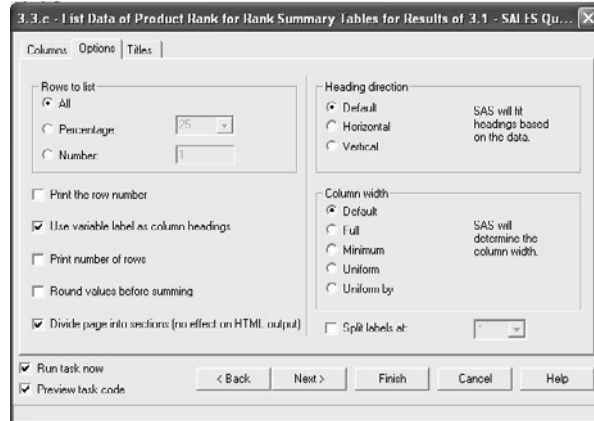 3.3.c - List Data of Product Rank for Rank Summary Tables for Results of 3.1 - SALES Qu...
Columns Options Titles
Rows to list
All
Percentage: 25
Number: 1
Print the row number
Use variable label as column headings
Print number of rows
Round values before summing
Divide page into sections (no effect on HTML output)
Heading direction
Default
Horizontal
Vertical
SAS will fit
headings based
on the data.
Column width
Default
Full
Minimum
Uniform
Uniform by
SAS will
determine the
column width.
Split labels at:
Run task now
Preview task code
< Back Next > Finish Cancel Help